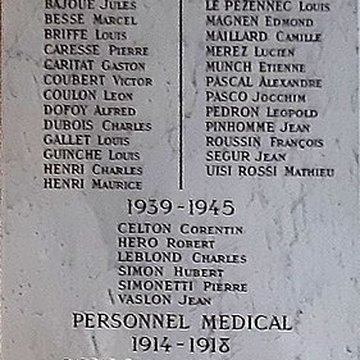 BAJOUE JULES
BESSE MARCEL
BRIFFE LOUIS
CARESSE PIERRE
CARITAT GASTON
COUBERT VICTOR
COULON LEON
DOFOY ALFRED
DUBOIS CHARLES
GALLET LOUIS
GUINCHE LOUIS
HENRI CHARLES
HENRI MAURICE
LE PEZENNEC LOUIS
MAGNEN EDMOND
MAILLARD CAMILLE
MEREZ LUCIEN
MUNCH ETIENNE
PASCAL ALEXANDRE
PASCO JOCCHIM
PEDRON LEOPOLD
PINHOMME JEAN
ROUSSIN FRANÇOIS
SEGUR JEAN
UISI ROSSI MATHIEU
1939-1945
CELTON CORENTIN
HERO ROBERT
LEBLOND CHARLES
SIMON HUBERT
SIMONETTI PIERRE
VASLON JEAN
PERSONNEL MEDICAL
1914-1918